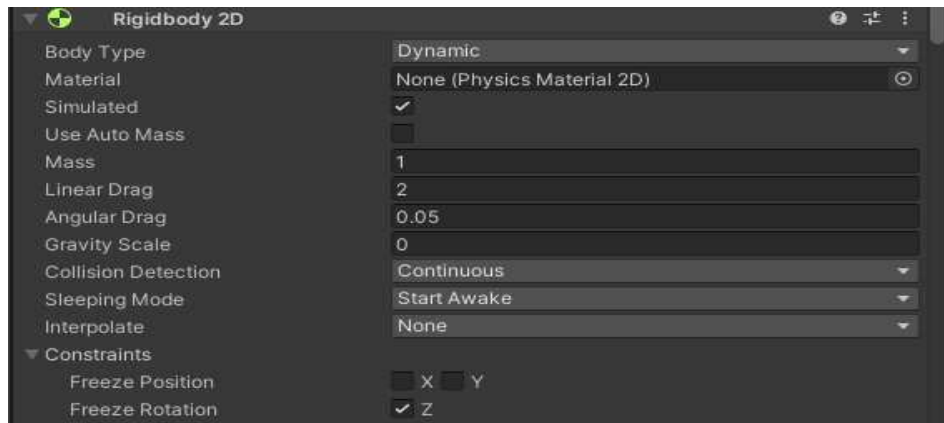 Rigidbody 2D
Body Type Dynamic
Material None (Physics Material 2D)
Simulated
Use Auto Mass
Mass 1
Linear Drag 2
Angular Drag 0.05
Gravity Scale 0
Collision Detection Continuous
Sleeping Mode Start Awake
Interpolate None
Constraints
Freeze Position X Y
Freeze Rotation Z